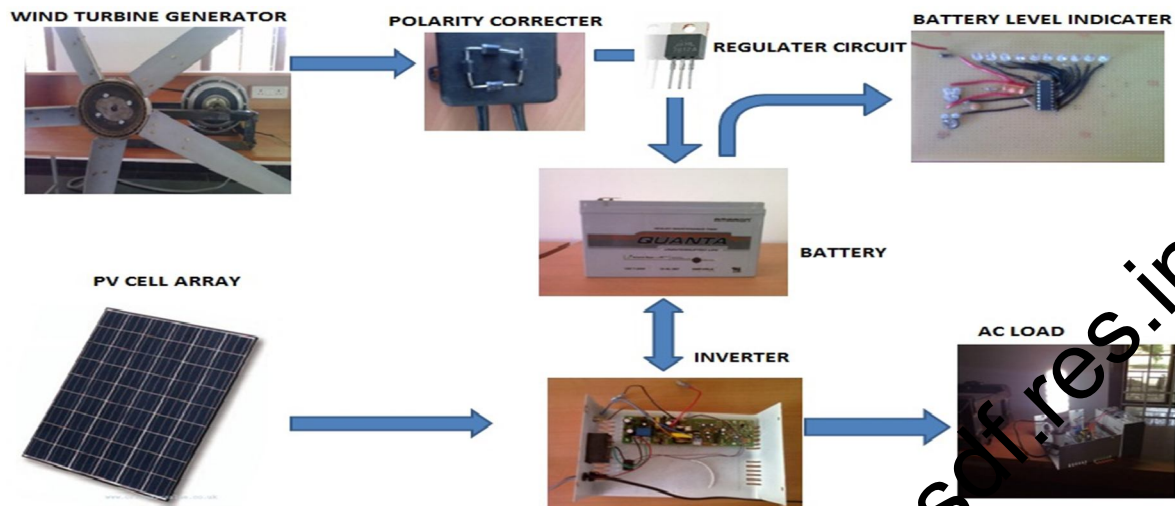 WIND TURBINE GENERATOR
POLARITY CORRECTER
REGULATER CIRCUIT
BATTERY LEVEL INDICATER
QUANTA
BATTERY
PV CELL ARRAY
INVERTER
AC LOAD